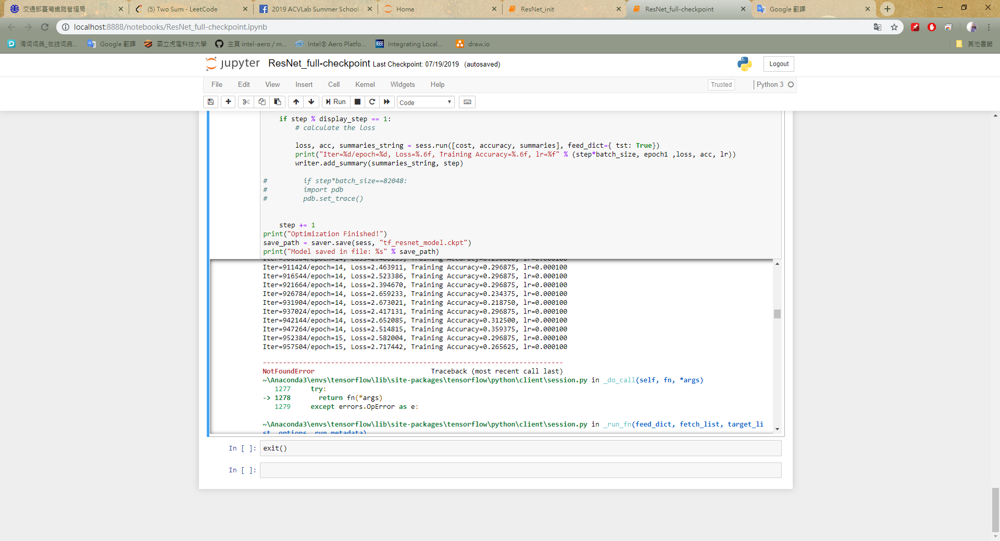 交通部臺灣鐵路管理局
(5) Two Sum - LeetCode
2019 ACVLab Summer School
Home
ResNet_init
ResNet_full-checkpoint
Google 翻譯
localhost:8888/notebooks/ResNet_full-checkpoint.ipynb
海词词典_在线词典...
Google 翻譯
國立虎尾科技大學
主頁·intel-aero / m...
Intel® Aero Platfo...
Integrating Local...
draw.io
其他書籤
jupyter ResNet_full-checkpoint Last Checkpoint: 07/19/2019 (autosaved)
Logout
File Edit View Insert Cell Kernel Widgets Help
Trusted
Python 3
Run
Code
if step % display_step == 1:
# calculate the loss
loss, acc, summaries_string = sess.run([cost, accuracy, summaries], feed_dict={ tst: True})
print("Iter=%d/epoch=%d, Loss=%.6f, Training Accuracy=%.6f, lr=%f" % (step*batch_size, epoch1 ,loss, acc, lr))
writer.add_summary(summaries_string, step)
# if step*batch_size==82048:
# import pdb
# pdb.set_trace()
step += 1
print("Optimization Finished!")
save_path = saver.save(sess, "tf_resnet_model.ckpt")
print("Model saved in file: %s" % save_path)
Iter=911424/epoch=14, Loss=2.463911, Training Accuracy=0.296875, lr=0.000100
Iter=916544/epoch=14, Loss=2.523386, Training Accuracy=0.296875, lr=0.000100
Iter=921664/epoch=14, Loss=2.394670, Training Accuracy=0.296875, lr=0.000100
Iter=926784/epoch=14, Loss=2.659233, Training Accuracy=0.234375, lr=0.000100
Iter=931904/epoch=14, Loss=2.673021, Training Accuracy=0.218750, lr=0.000100
Iter=937024/epoch=14, Loss=2.417131, Training Accuracy=0.296875, lr=0.000100
Iter=942144/epoch=14, Loss=2.652085, Training Accuracy=0.312500, lr=0.000100
Iter=947264/epoch=14, Loss=2.514815, Training Accuracy=0.359375, lr=0.000100
Iter=952384/epoch=15, Loss=2.582004, Training Accuracy=0.296875, lr=0.000100
Iter=957504/epoch=15, Loss=2.717442, Training Accuracy=0.265625, lr=0.000100
---------------------------------------------------------------------------
NotFoundError Traceback (most recent call last)
~\Anaconda3\envs\tensorflow\lib\site-packages\tensorflow\python\client\session.py in _do_call(self, fn, *args)
1277 try:
-> 1278 return fn(*args)
1279 except errors.OpError as e:
~\Anaconda3\envs\tensorflow\lib\site-packages\tensorflow\python\client\session.py in _run_fn(feed_dict, fetch_list, target_li
st, options, run_metadata)
In [ ]: exit()
In [ ]: